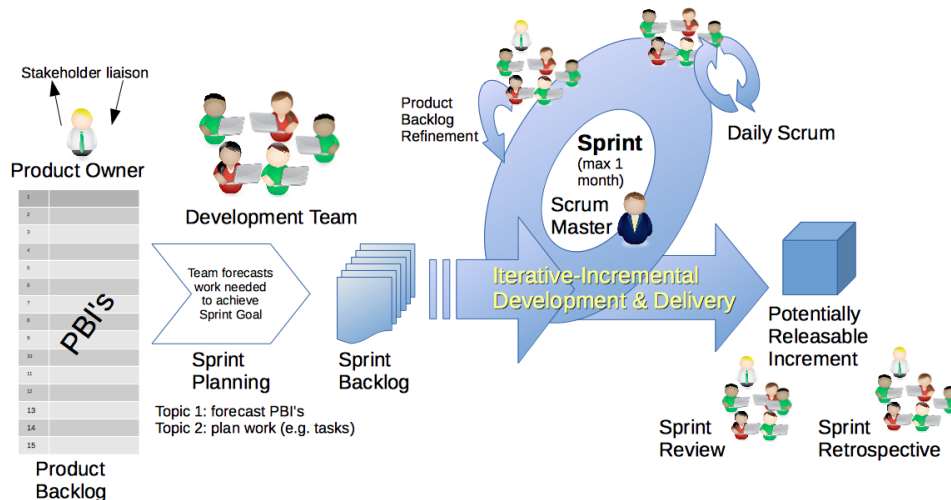 Stakeholder liaison
Product Owner
1
2
3
4
5
6
7
8
9
10
11
12
13
14
15
PBI's
Product
Backlog
Development Team
Team forecasts
work needed
to achieve
Sprint Goal
Sprint
Planning
Topic 1: forecast PBI's
Topic 2: plan work (e.g. tasks)
Sprint
Backlog
Product
Backlog
Refinement
Sprint
(max 1
month)
Scrum
Master
Daily Scrum
Iterative-Incremental
Development & Delivery
Potentially
Releasable
Increment
Sprint
Review
Sprint
Retrospective